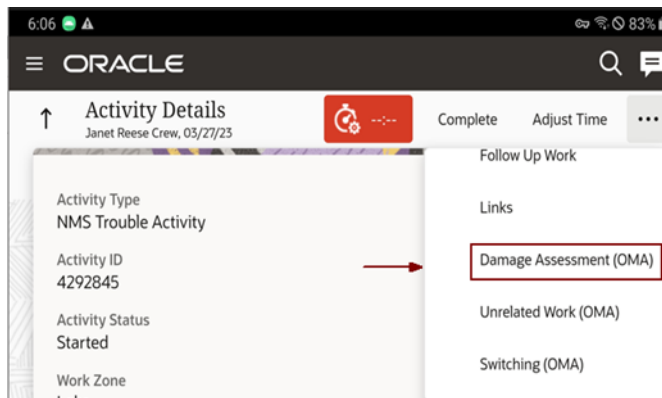 6:06 83%
ORACLE
Activity Details
Janet Reese Crew, 03/27/23
--:--
Complete
Adjust Time
Follow Up Work
Activity Type
NMS Trouble Activity
Links
Activity ID
4292845
Damage Assessment (OMA)
Activity Status
Started
Unrelated Work (OMA)
Work Zone
Switching (OMA)